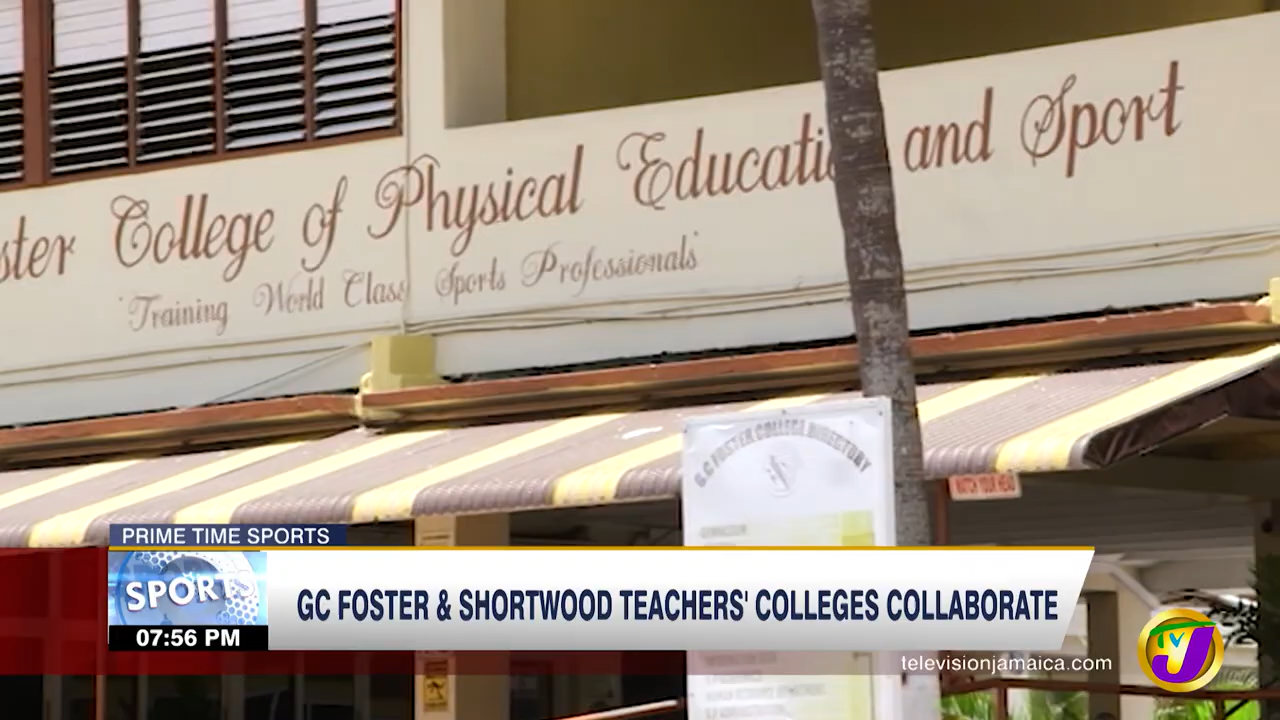 ster College of Physical Educati and Sport
'Training World Class Sports Professionals'
G.C FOSTER COLLEGE DIRECTORY
WATCH YOUR HEAD
PRIME TIME SPORTS
SPORTS
GC FOSTER & SHORTWOOD TEACHERS' COLLEGES COLLABORATE
07:56 PM
televisionjamaica.com
TVJ